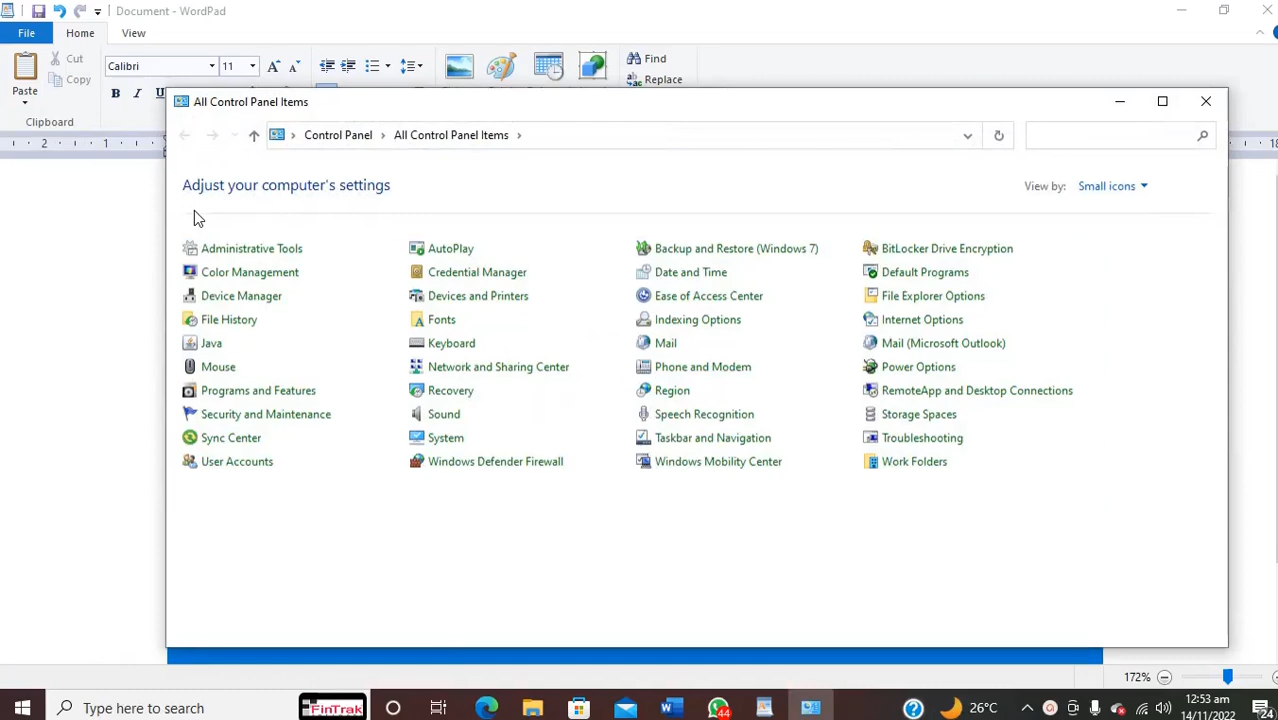 Document - WordPad
File Home View
Cut
Calibri 11
Find
Paste Copy
Replace
B I U
Clipboard
All Control Panel Items
2 1 18
Control Panel All Control Panel Items
Adjust your computer's settings
View by: Small icons
Administrative Tools AutoPlay Backup and Restore (Windows 7) BitLocker Drive Encryption
Color Management Credential Manager Date and Time Default Programs
Device Manager Devices and Printers Ease of Access Center File Explorer Options
File History Fonts Indexing Options Internet Options
Java Keyboard Mail Mail (Microsoft Outlook)
Mouse Network and Sharing Center Phone and Modem Power Options
Programs and Features Recovery Region RemoteApp and Desktop Connections
Security and Maintenance Sound Speech Recognition Storage Spaces
Sync Center System Taskbar and Navigation Troubleshooting
User Accounts Windows Defender Firewall Windows Mobility Center Work Folders
172%
Type here to search FinTrak 44 26°C 12:53 am
14/11/2022 24